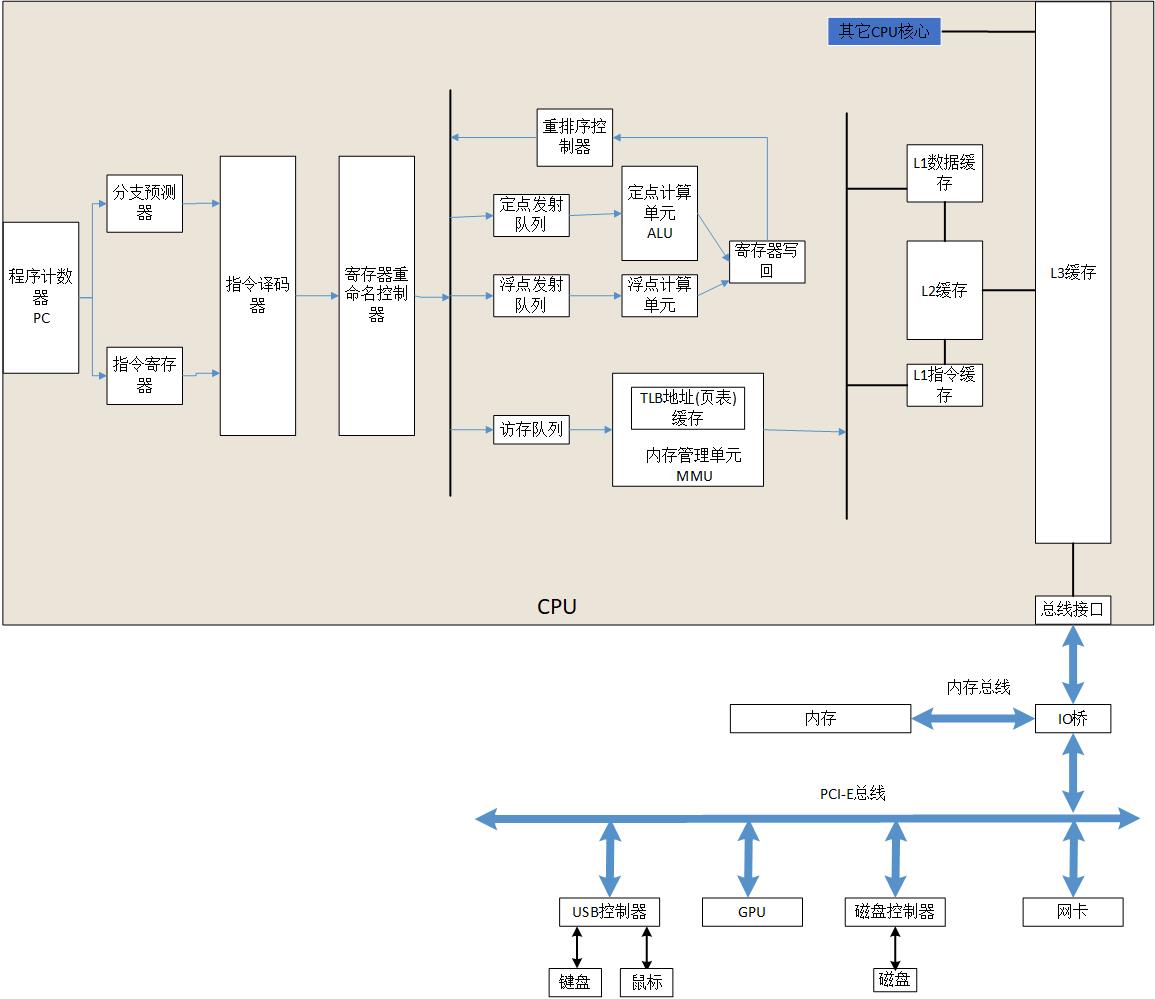 其它CPU核心
重排序控
制器
L1数据缓
存
分支预测
器
定点发射
队列
定点计算
单元
ALU
寄存器写
回
程序计数
器
PC
指令译码
器
寄存器重
命名控制
器
浮点发射
队列
浮点计算
单元
L2缓存
L3缓存
指令寄存
器
L1指令缓
存
访存队列
TLB地址(页表)
缓存
内存管理单元
MMU
CPU
总线接口
内存总线
内存
IO桥
PCI-E总线
USB控制器
GPU
磁盘控制器
网卡
键盘
鼠标
磁盘